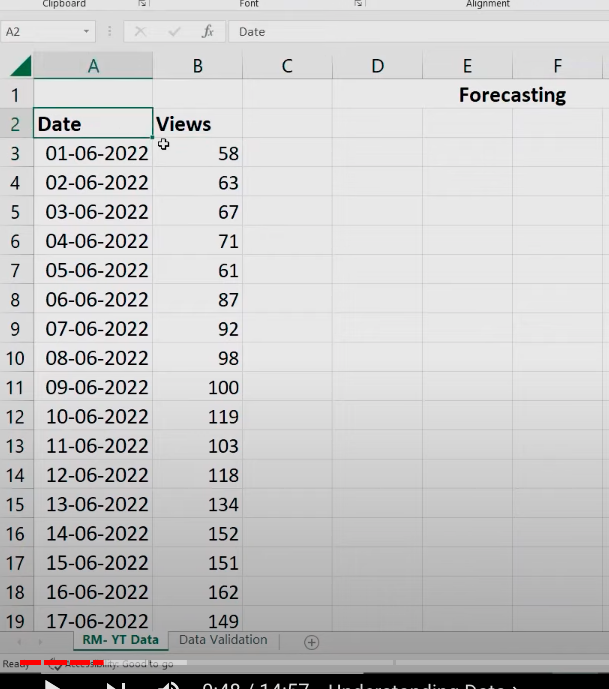 Clipboard Font Alignment
A2 fx Date
A B C D E F
1 Forecasting
2 Date Views
3 01-06-2022 58
4 02-06-2022 63
5 03-06-2022 67
6 04-06-2022 71
7 05-06-2022 61
8 06-06-2022 87
9 07-06-2022 92
10 08-06-2022 98
11 09-06-2022 100
12 10-06-2022 119
13 11-06-2022 103
14 12-06-2022 118
15 13-06-2022 134
16 14-06-2022 152
17 15-06-2022 151
18 16-06-2022 162
19 17-06-2022 149
RM- YT Data Data Validation
Ready Accessibility: Good to go
0:48 / 14:57 Understanding Data